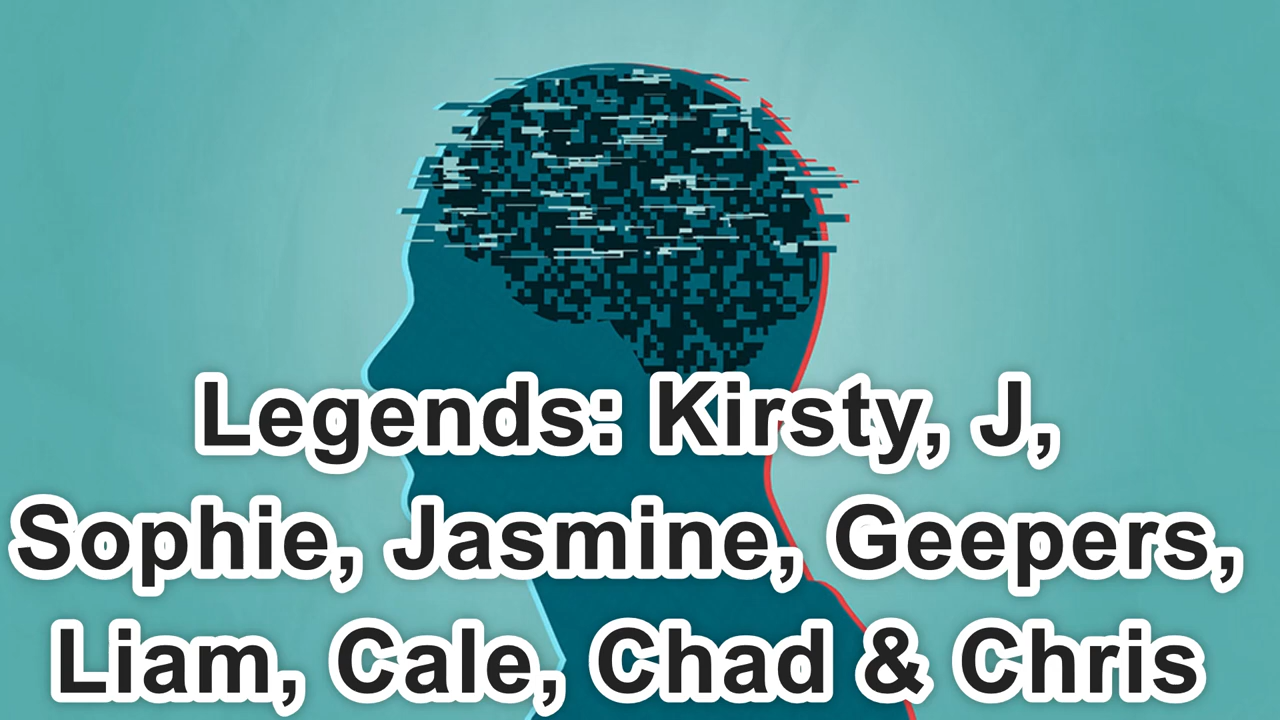 Legends: Kirsty, J,
Sophie, Jasmine, Geepers,
Liam, Cale, Chad & Chris